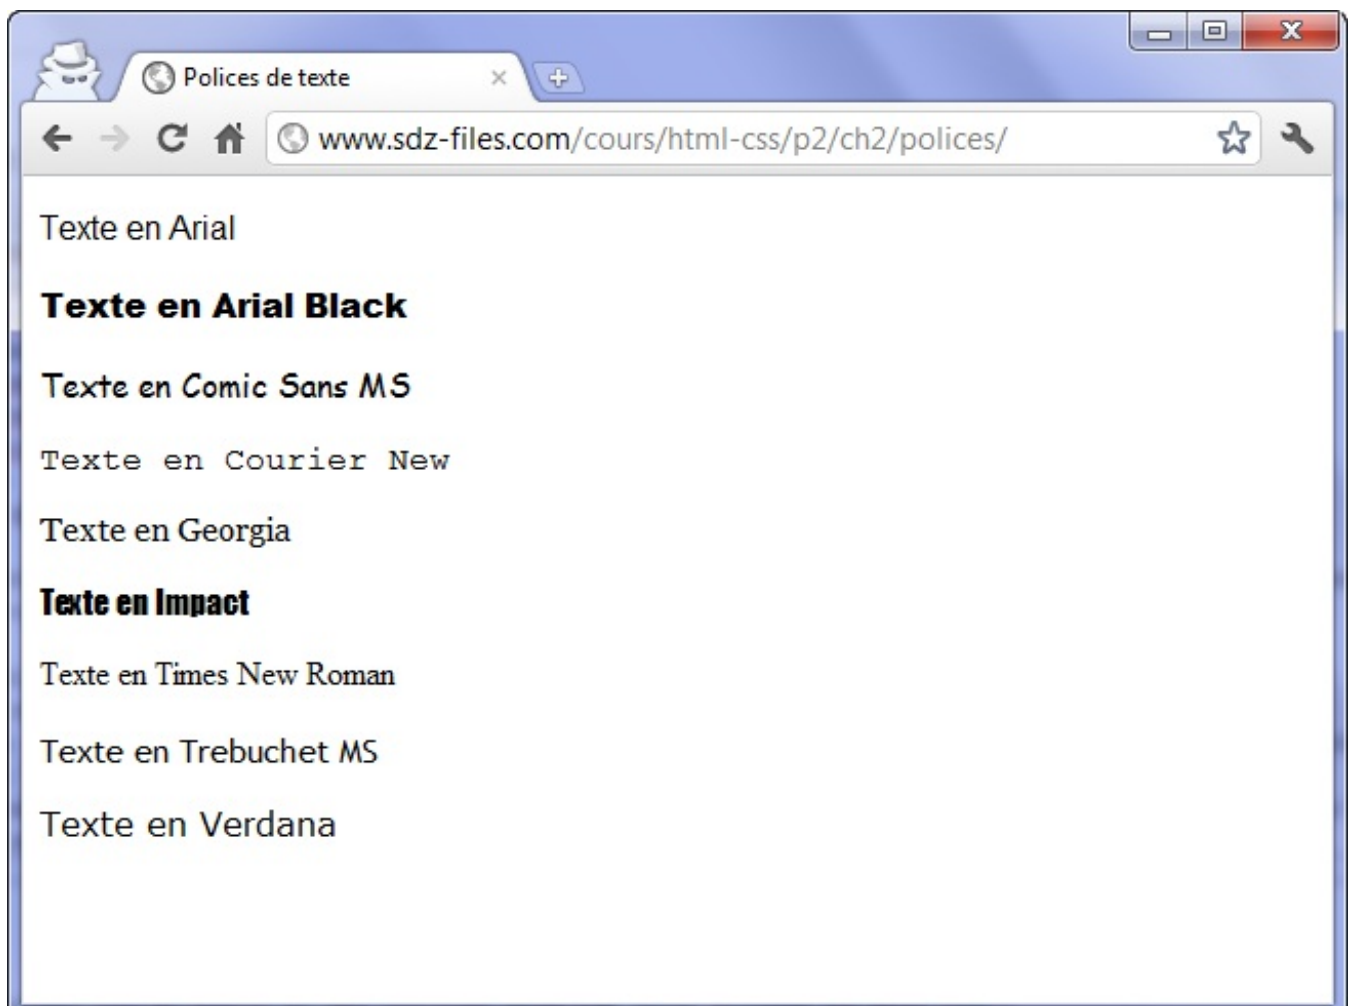 Polices de texte
www.sdz-files.com/cours/html-css/p2/ch2/polices/
Texte en Arial
Texte en Arial Black
Texte en Comic Sans MS
Texte en Courier New
Texte en Georgia
Texte en Impact
Texte en Times New Roman
Texte en Trebuchet MS
Texte en Verdana